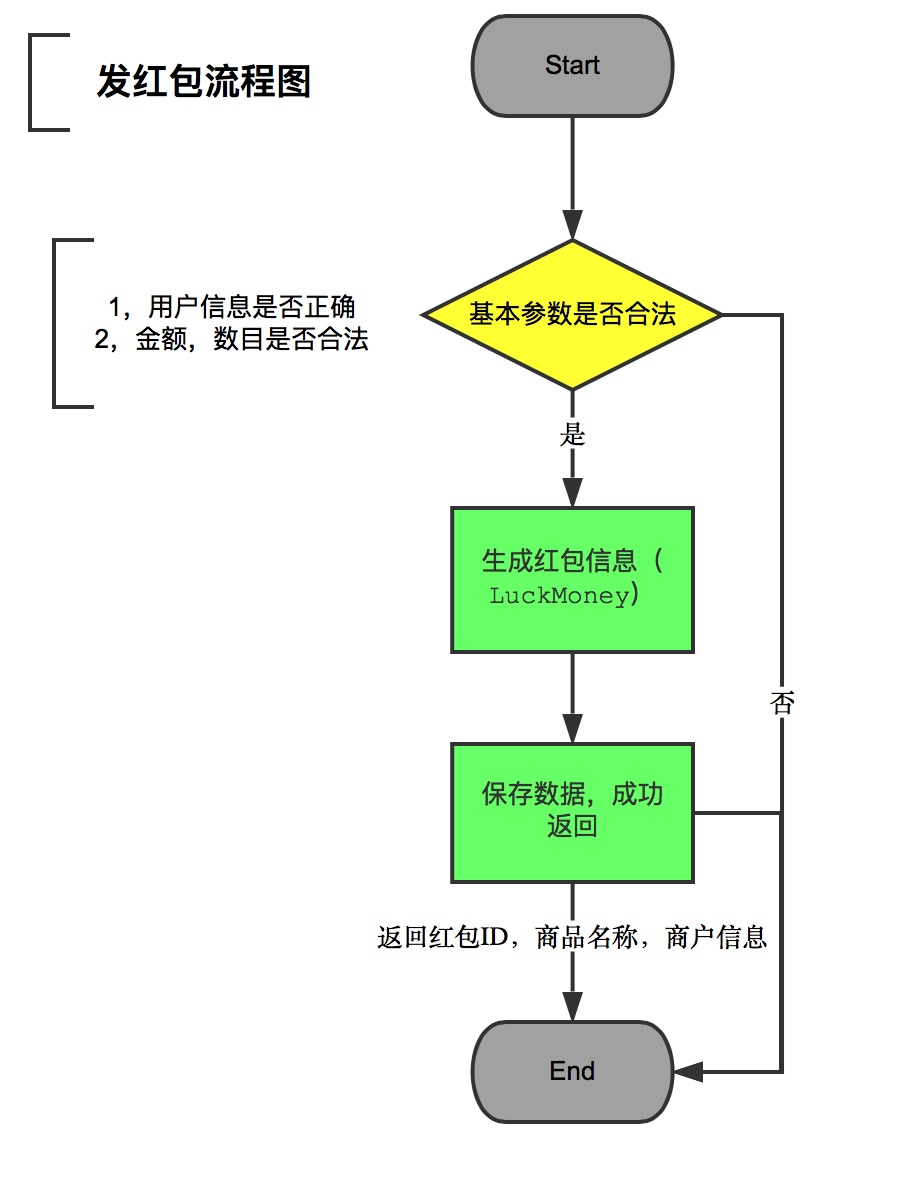 发红包流程图
Start
1，用户信息是否正确
2，金额，数目是否合法
基本参数是否合法
是
生成红包信息（
LuckMoney）
否
保存数据，成功
返回
返回红包ID，商品名称，商户信息
End